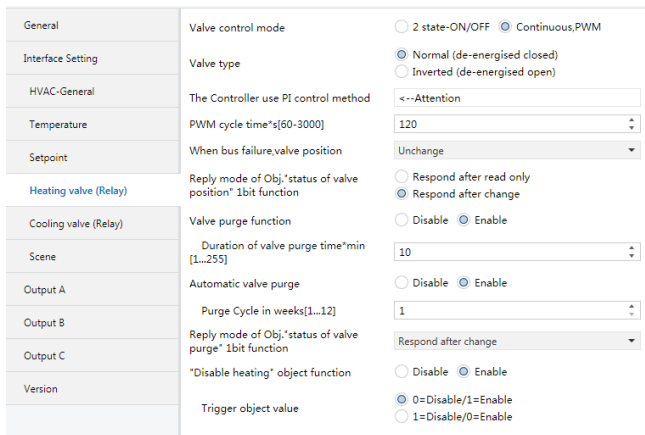 General
Interface Setting
HVAC-General
Temperature
Setpoint
Heating valve (Relay)
Cooling valve (Relay)
Scene
Output A
Output B
Output C
Version
Valve control mode
2 state-ON/OFF Continuous,PWM
Valve type
Normal (de-energised closed)
Inverted (de-energised open)
The Controller use PI control method
<--Attention
PWM cycle time*s[60-3000]
120
When bus failure,valve position
Unchange
Reply mode of Obj."status of valve
position" 1bit function
Respond after read only
Respond after change
Valve purge function
Disable Enable
Duration of valve purge time*min
[1...255]
10
Automatic valve purge
Disable Enable
Purge Cycle in weeks[1...12]
1
Reply mode of Obj."status of valve
purge" 1bit function
Respond after change
"Disable heating" object function
Disable Enable
Trigger object value
0=Disable/1=Enable
1=Disable/0=Enable